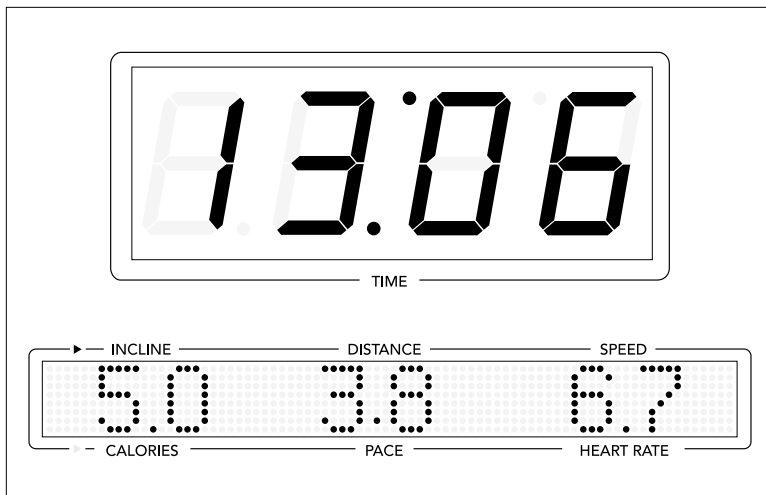 13:06
TIME
INCLINE DISTANCE SPEED
5.0 3.8 6.7
CALORIES PACE HEART RATE